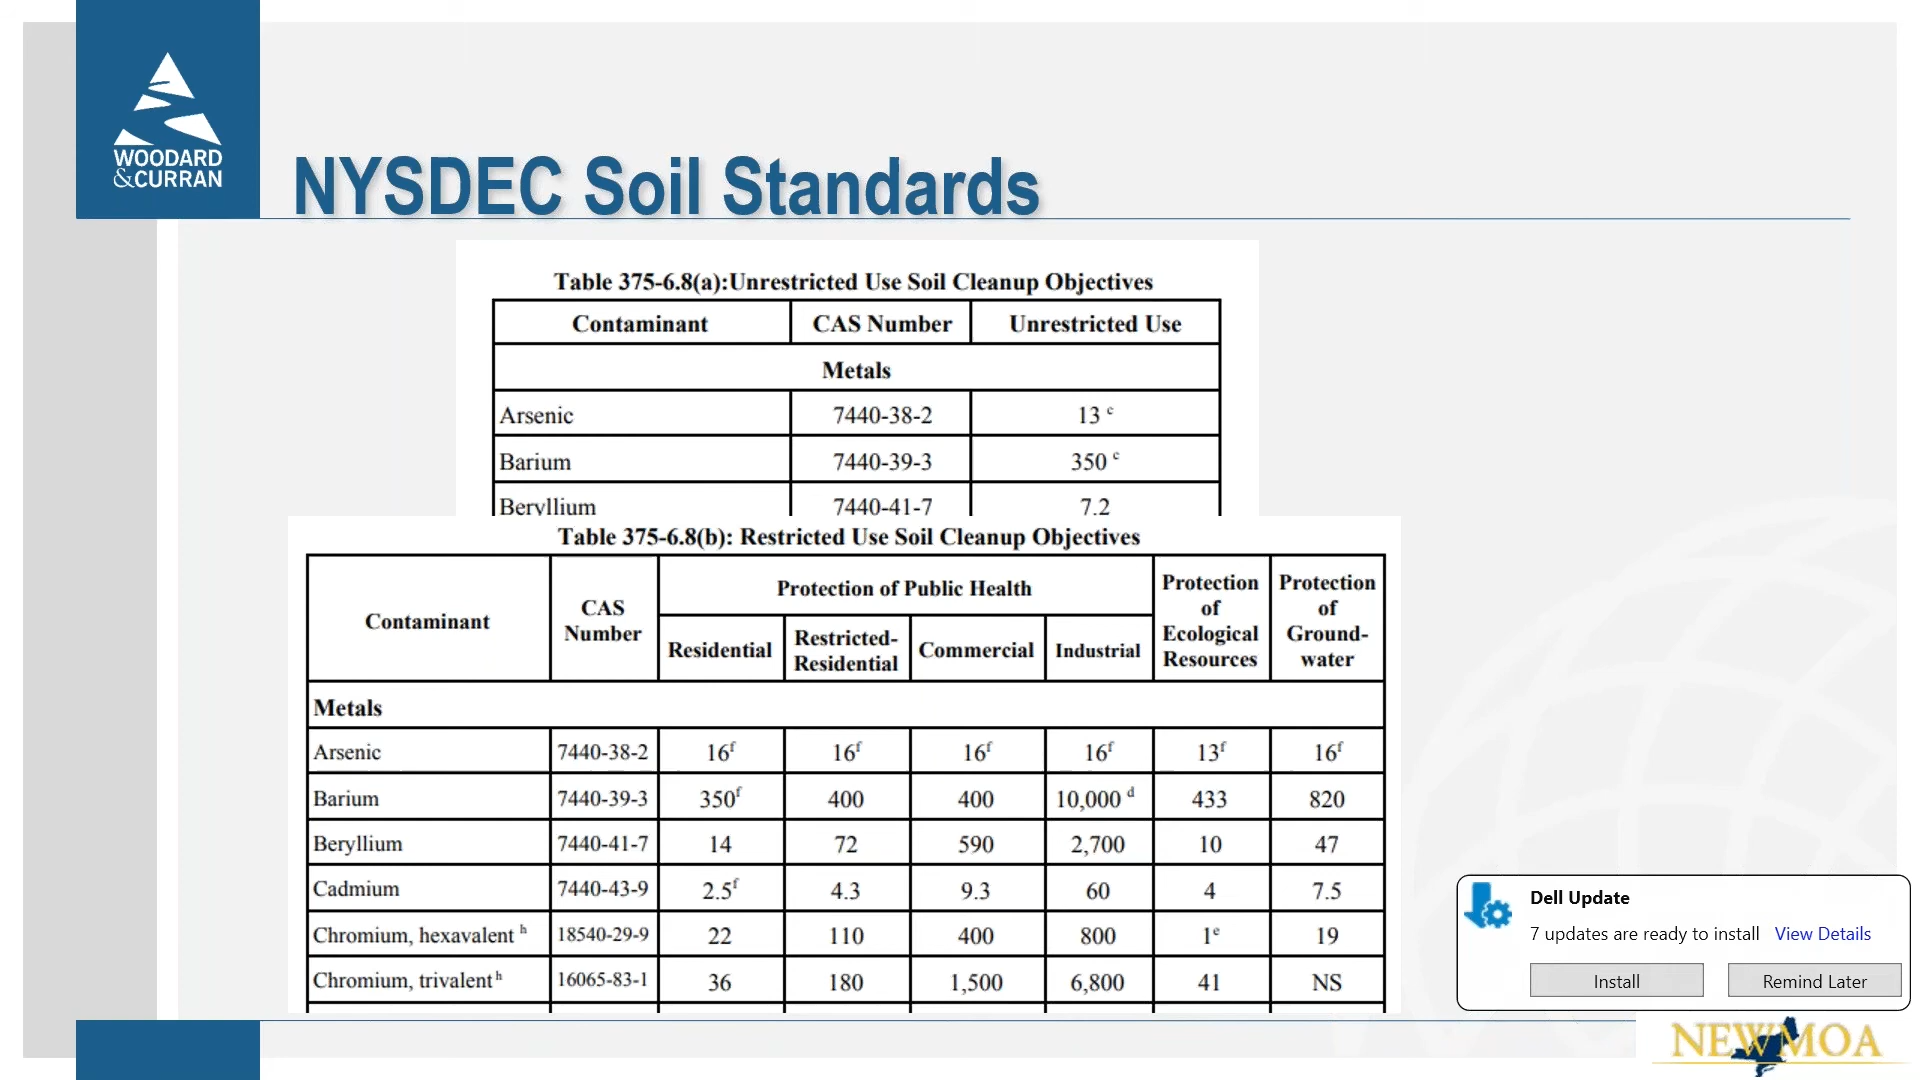 WOODARD
&CURRAN
NYSDEC Soil Standards
Table 375-6.8(a):Unrestricted Use Soil Cleanup Objectives
Contaminant CAS Number Unrestricted Use
Metals
Arsenic 7440-38-2 13 c
Barium 7440-39-3 350 c
Beryllium 7440-41-7 7.2
Table 375-6.8(b): Restricted Use Soil Cleanup Objectives
Contaminant
CAS
Number
Protection of Public Health
Residential
Restricted-
Residential
Commercial
Industrial
Protection
of
Ecological
Resources
Protection
of
Ground-
water
Metals
Arsenic 7440-38-2 16f 16f 16f 16f 13f 16f
Barium 7440-39-3 350f 400 400 10,000 d 433 820
Beryllium 7440-41-7 14 72 590 2,700 10 47
Cadmium 7440-43-9 2.5f 4.3 9.3 60 4 7.5
Chromium, hexavalent h 18540-29-9 22 110 400 800 1e 19
Chromium, trivalent h 16065-83-1 36 180 1,500 6,800 41 NS
Dell Update
7 updates are ready to install View Details
Install Remind Later
NEWMOA